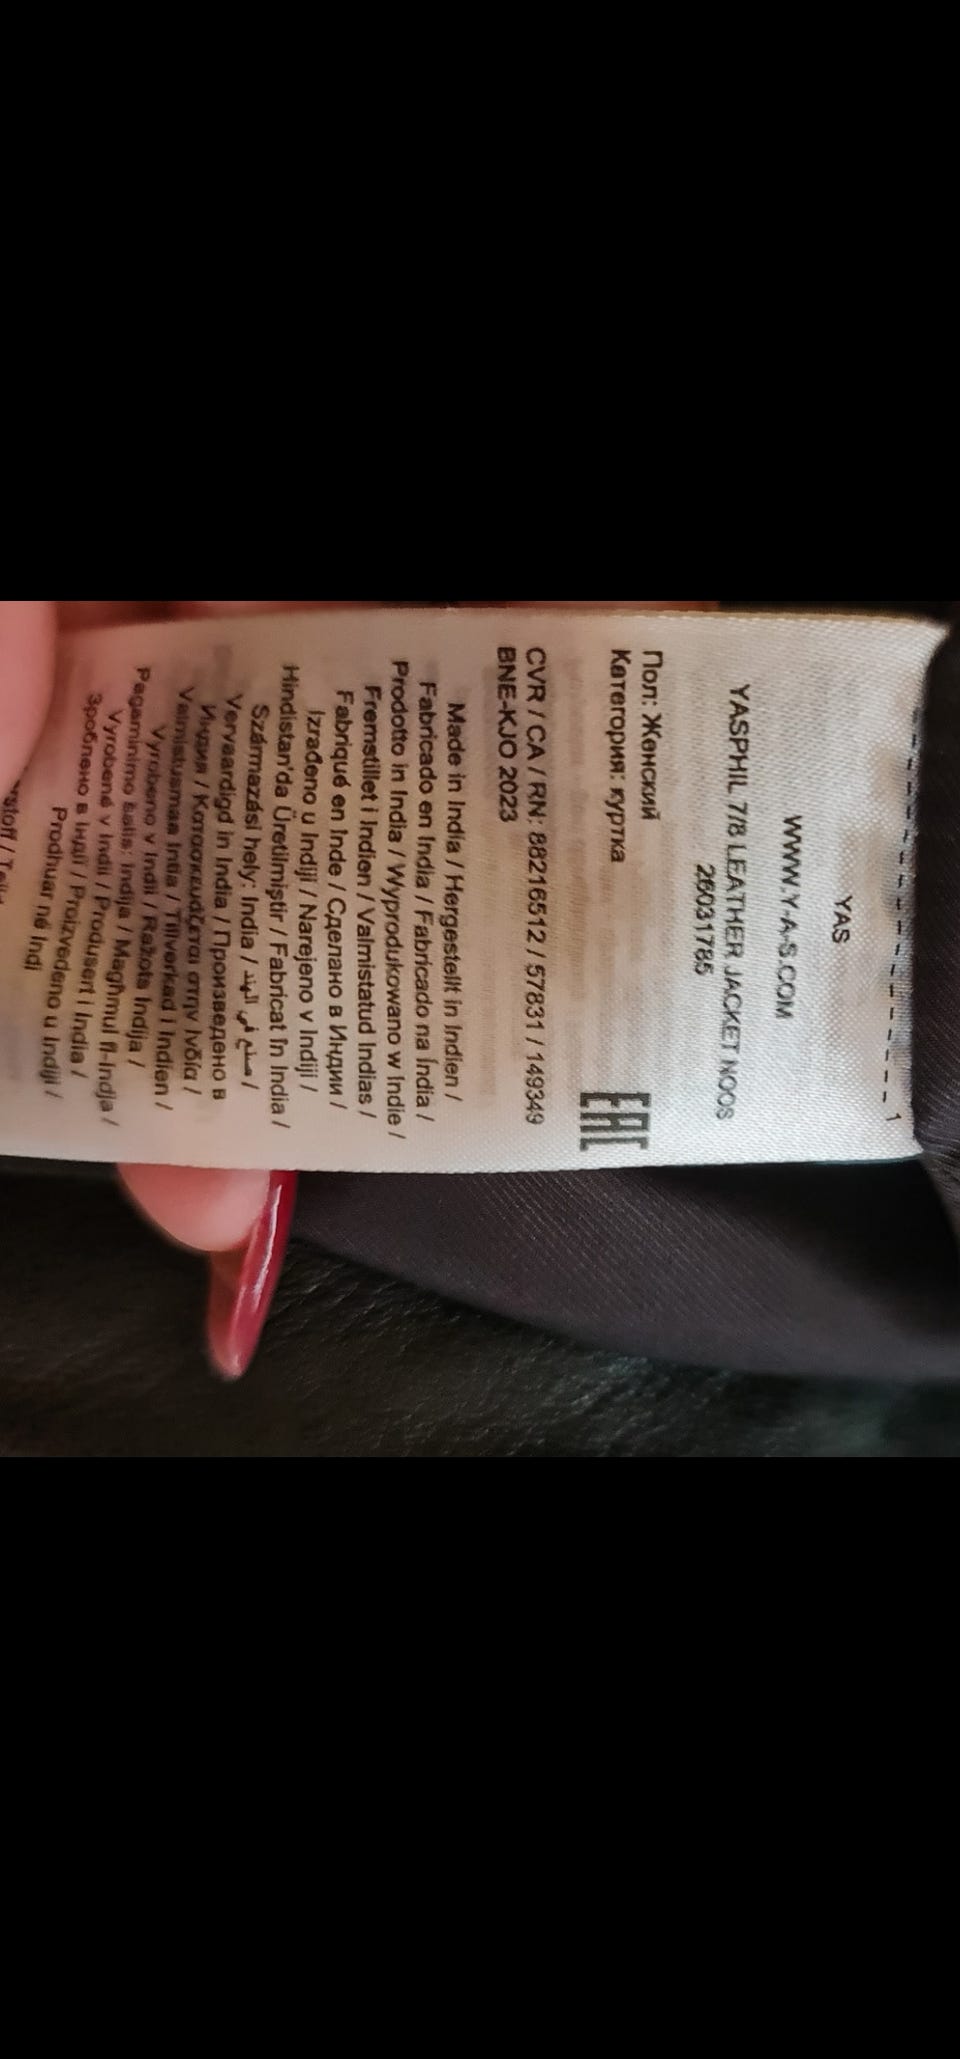 1
YAS
WWW.Y-A-S.COM
YASPHIL 7/8 LEATHER JACKET NOOS
26031785
Пол: Женский
Категория: куртка
EAC
CVR / CA / RN: 88216512 / 57831 / 149349
BNE-KJO 2023
Made in India / Hergestellt in Indien /
Fabricado en India / Fabricado na Índia /
Prodotto in India / Wyprodukowano w Indie /
Fremstillet i Indien / Valmistatud Indias /
Fabriqué en Inde / Сделано в Индии /
Izrađeno u Indiji / Narejeno v Indiji /
Hindistan'da Üretilmiştir / Fabricat în India /
Származási hely: India / صنع في الهند /
Vervaardigd in India / Произведено в
Индия / Κατασκευάζεται στην Ινδία /
Valmistusmaa Intia / Tillverkad i Indien /
Vyrobeno v Indii / Ražots Indija /
Pagaminimo šalis: Indija / Magħmul fl-Indja /
Vyrobené v Indii / Produsert i India /
Зроблено в Індії / Proizvedeno u Indiji /
Prodhuar në Indi